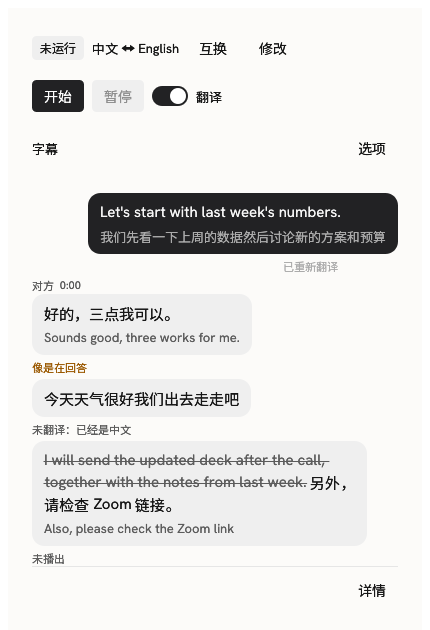 未运行 中文 ⬌ English 互换 修改
开始 暂停 翻译
字幕 选项
Let's start with last week's numbers.
我们先看一下上周的数据然后讨论新的方案和预算
已重新翻译
对方 0:00
好的，三点我可以。
Sounds good, three works for me.
像是在回答
今天天气很好我们出去走走吧
未翻译：已经是中文
I will send the updated deck after the call,
together with the notes from last week. 另外，
请检查 Zoom 链接。
Also, please check the Zoom link
未播出
详情